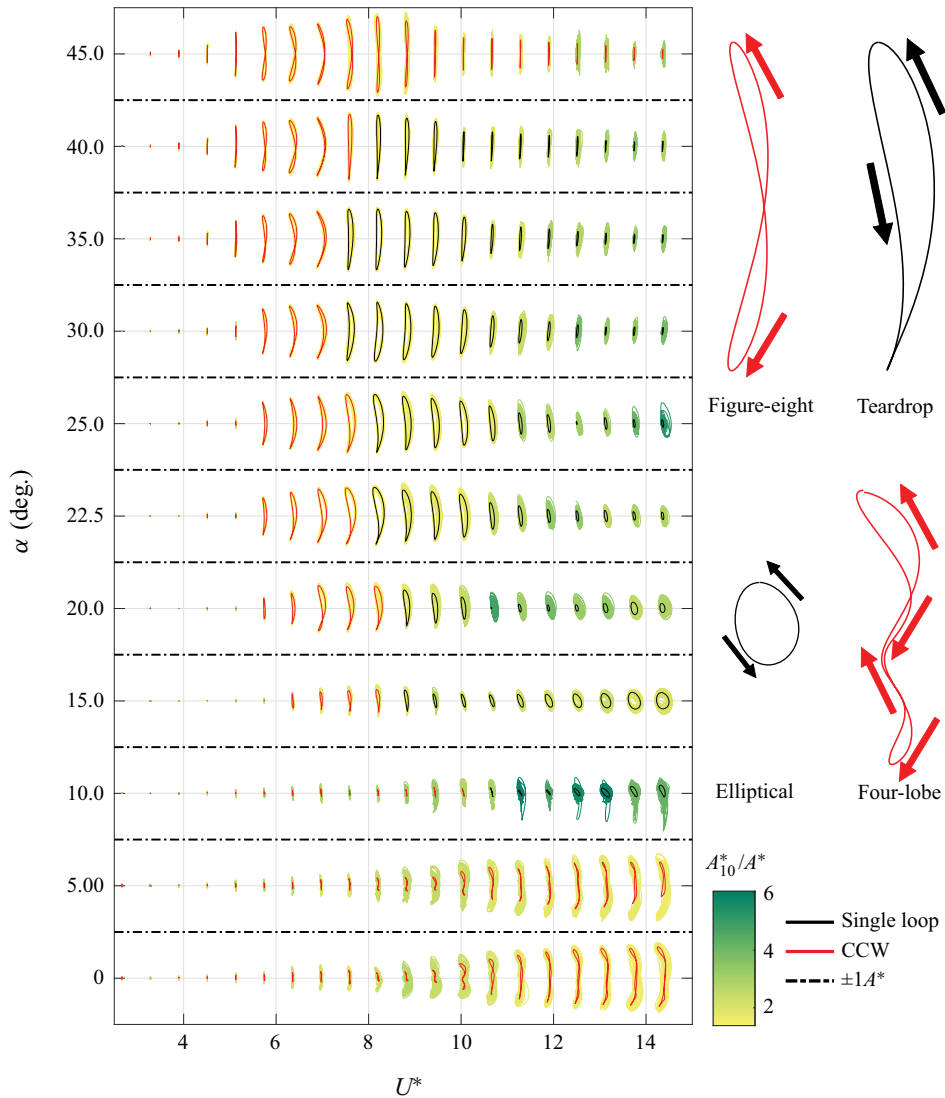 45.0
40.0
35.0
30.0
25.0
22.5
20.0
15.0
10.0
5.00
0
α (deg.)
4 6 8 10 12 14
U*
Figure-eight Teardrop
Elliptical Four-lobe
A*10/A*
6
4
2
Single loop
CCW
±1A*